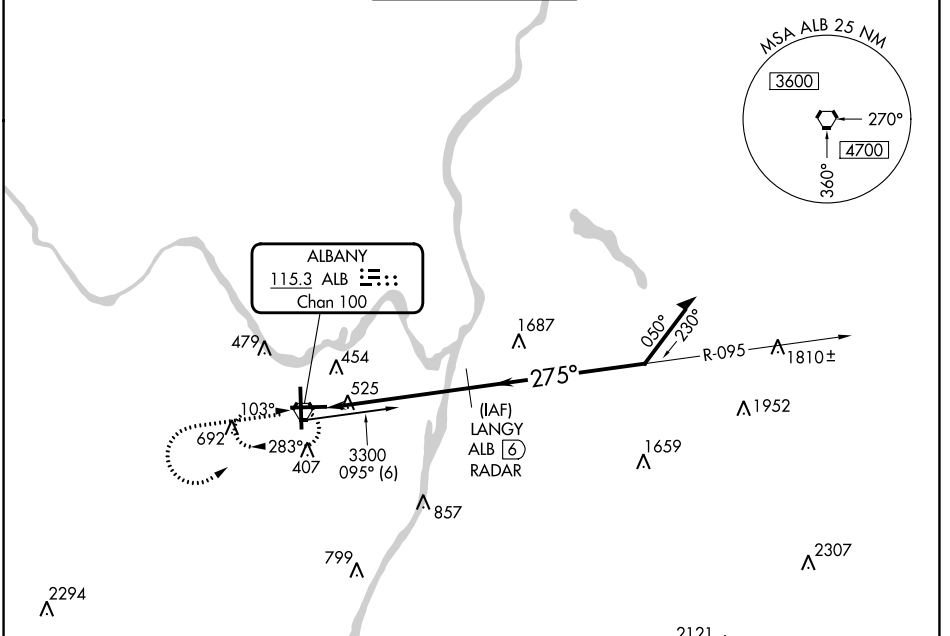 MSA ALB 25 NM
3600
270°
4700
360°
ALBANY
115.3 ALB
Chan 100
479
454
1687
050°
230°
R-095
1810±
525
275°
103°
692
283°
407
3300
095° (6)
(IAF)
LANGY
ALB 6
RADAR
1952
1659
857
799
2307
2294
2121